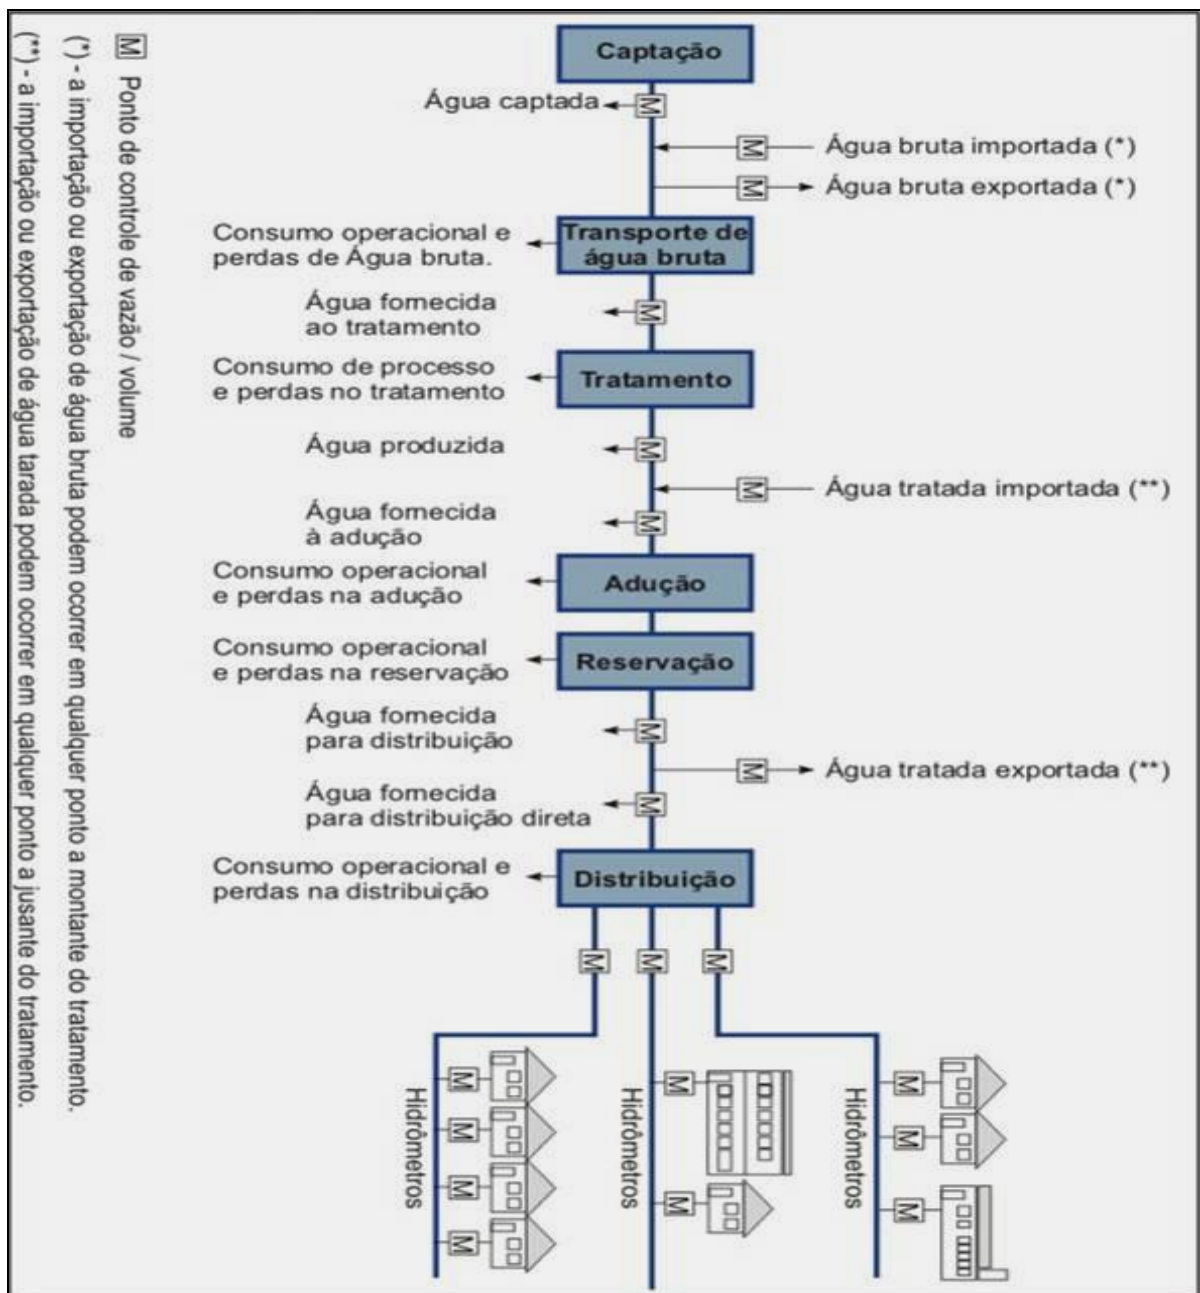 Captação
M
Água captada
M
Água bruta importada (*)
M
Água bruta exportada (*)
Transporte de
água bruta
Consumo operacional e
perdas de Água bruta.
M
Água fornecida
ao tratamento
Tratamento
Consumo de processo
e perdas no tratamento
M
Água produzida
M
Água tratada importada (**)
M
Água fornecida
à adução
Adução
Consumo operacional
e perdas na adução
Reservação
Consumo operacional
e perdas na reservação
M
Água fornecida
para distribuição
M
Água tratada exportada (**)
M
Água fornecida
para distribuição direta
Distribuição
Consumo operacional e
perdas na distribuição
M
M
M
M
M
M
M
Hidrômetros
M
M
Hidrômetros
M
M
M
Hidrômetros
M Ponto de controle de vazão / volume
(*) - a importação ou exportação de água bruta podem ocorrer em qualquer ponto a montante do tratamento.
(**) - a importação ou exportação de água tarada podem ocorrer em qualquer ponto a jusante do tratamento.